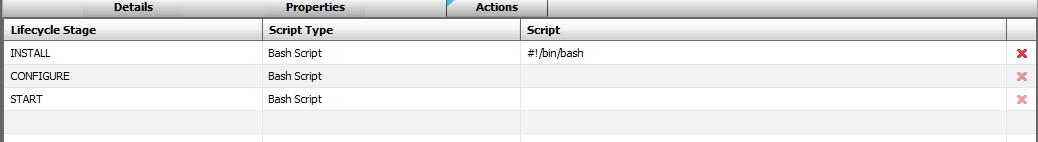 Details Properties Actions
Lifecycle Stage Script Type Script
INSTALL Bash Script #!/bin/bash
CONFIGURE Bash Script
START Bash Script